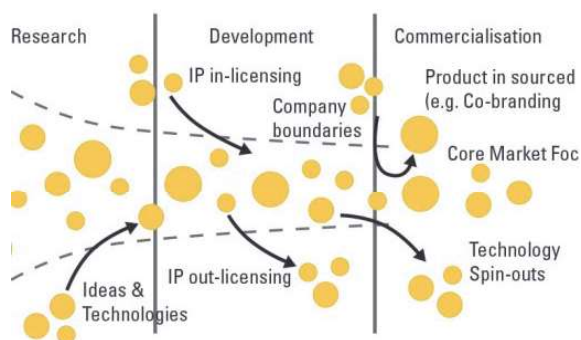 Research
Development
Commercialisation
IP in-licensing
Company
boundaries
Product in sourced
(e.g. Co-branding
Core Market Foc
Ideas &
Technologies
IP out-licensing
Technology
Spin-outs